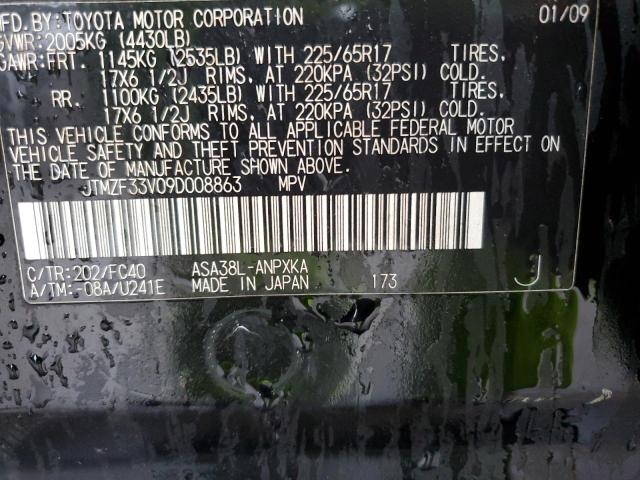 MFD. BY: TOYOTA MOTOR CORPORATION 01/09
GVWR: 2005KG (4430LB)
GAWR: FRT. 1145KG (2535LB) WITH 225/65R17 TIRES.
17X6 1/2J RIMS. AT 220KPA (32PSI) COLD.
RR. 1100KG (2435LB) WITH 225/65R17 TIRES.
17X6 1/2J RIMS. AT 220KPA (32PSI) COLD.
THIS VEHICLE CONFORMS TO ALL APPLICABLE FEDERAL MOTOR
VEHICLE SAFETY AND THEFT PREVENTION STANDARDS IN EFFECT ON
THE DATE OF MANUFACTURE SHOWN ABOVE.
JTMZF33V09D008863 MPV
C/TR: 202/FC40 ASA38L-ANPXKA
A/TM: -08A/U241E MADE IN JAPAN 173 J